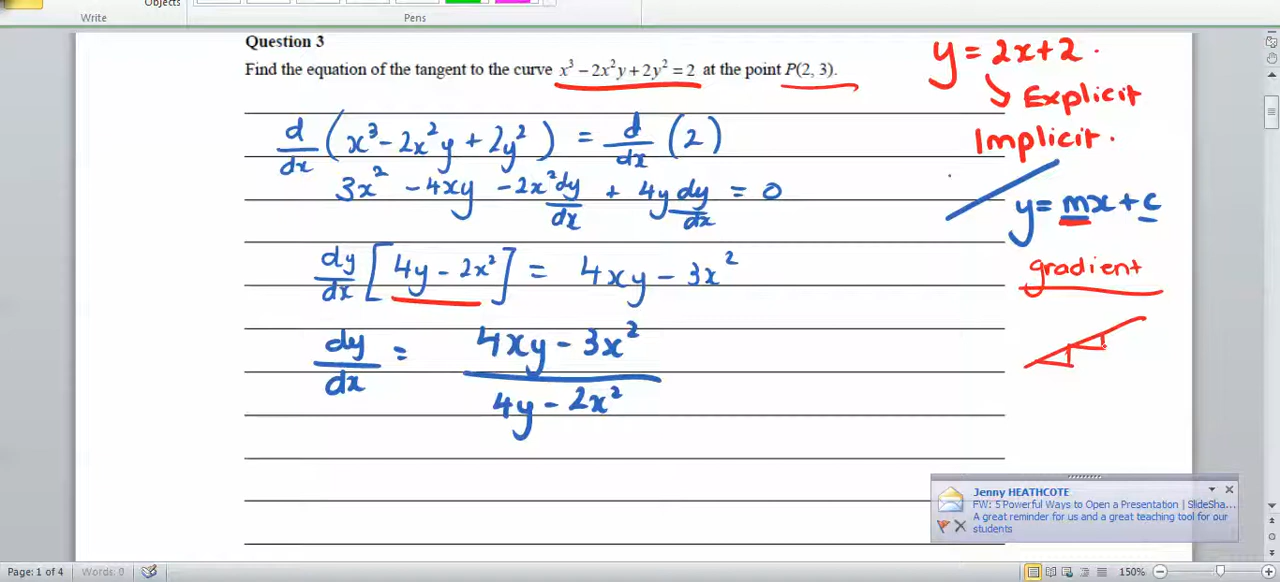 Objects
Write
Pens
Question 3
Find the equation of the tangent to the curve x³ − 2x²y + 2y² = 2 at the point P(2, 3).
d/dx (x³ − 2x²y + 2y²) = d/dx (2)
3x² − 4xy − 2x² dy/dx + 4y dy/dx = 0
dy/dx [4y − 2x²] = 4xy − 3x²
dy/dx = (4xy − 3x²)/(4y − 2x²)
y = 2x + 2 .
Explicit
Implicit .
y = mx + c
gradient
Jenny HEATHCOTE
FW: 5 Powerful Ways to Open a Presentation | SlideSha...
A great reminder for us and a great teaching tool for our
students
Page: 1 of 4
Words: 0
150%